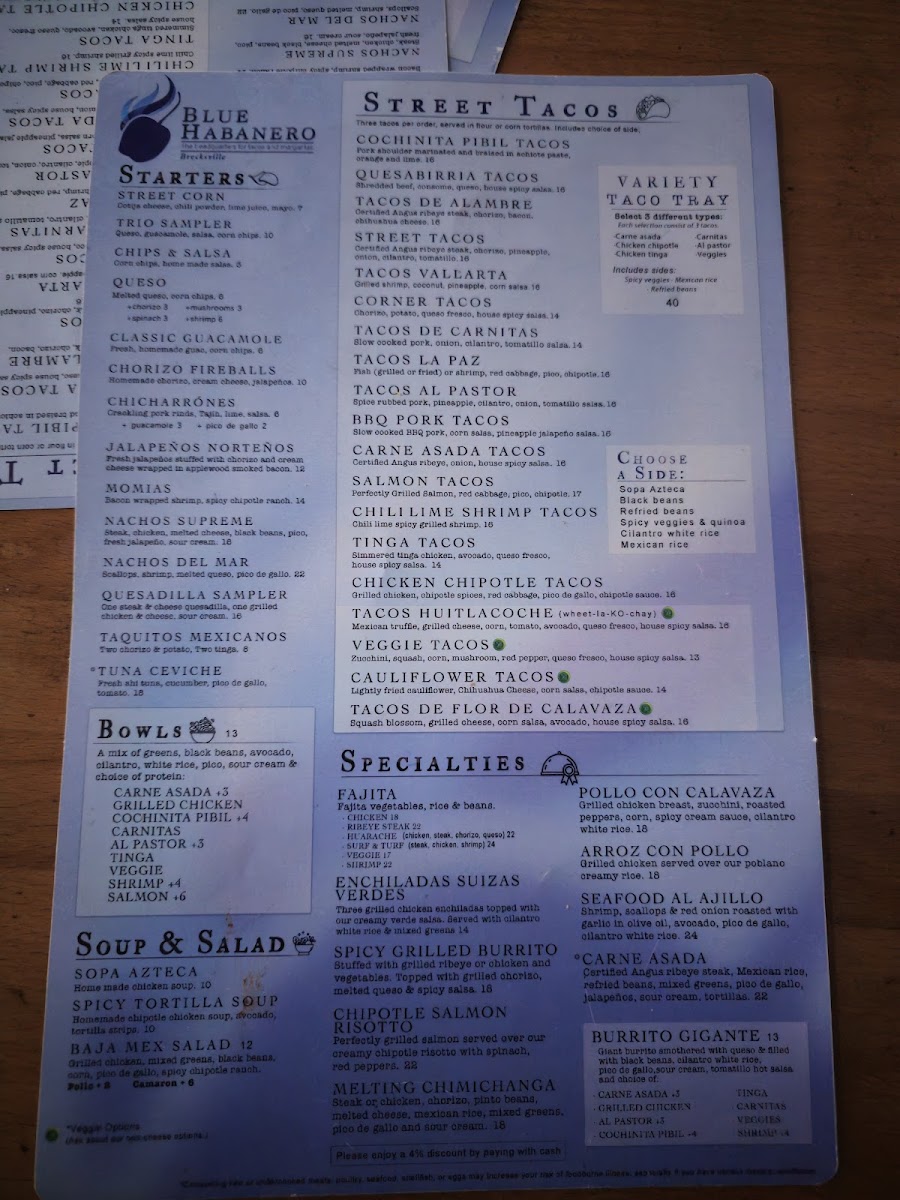 BLUE
HABANERO
The Headquarters for tacos and margaritas
Brecksville
STARTERS
STREET CORN
Cotija cheese, chili powder, lime juice, mayo. 7
TRIO SAMPLER
Queso, guacamole, salsa, corn chips. 10
CHIPS & SALSA
Corn chips, home made salsa. 3
QUESO
Melted queso, corn chips. 6
+chorizo 3 +mushrooms 3
+spinach 3 +shrimp 6
CLASSIC GUACAMOLE
Fresh, homemade guac, corn chips. 6
CHORIZO FIREBALLS
Homemade chorizo, cream cheese, jalapeños. 10
CHICHARRÓNES
Crackling pork rinds, Tajin, lime, salsa. 6
+ guacamole 3 + pico de gallo 2
JALAPEÑOS NORTEÑOS
Fresh jalapeños stuffed with chorizo and cream
cheese wrapped in applewood smoked bacon. 12
MOMIAS
Bacon wrapped shrimp, spicy chipotle ranch. 14
NACHOS SUPREME
Steak, chicken, melted cheese, black beans, pico,
fresh jalapeño, sour cream. 16
NACHOS DEL MAR
Scallops, shrimp, melted queso, pico de gallo. 22
QUESADILLA SAMPLER
One steak & cheese quesadilla, one grilled
chicken & cheese, sour cream. 16
TAQUITOS MEXICANOS
Two chorizo & potato, Two tinga. 8
*TUNA CEVICHE
Fresh ahi tuna, cucumber, pico de gallo,
tomato. 18
BOWLS 13
A mix of greens, black beans, avocado,
cilantro, white rice, pico, sour cream &
choice of protein:
CARNE ASADA +3
GRILLED CHICKEN
COCHINITA PIBIL +4
CARNITAS
AL PASTOR +3
TINGA
VEGGIE
SHRIMP +4
SALMON +6
SOUP & SALAD
SOPA AZTECA
Home made chicken soup. 10
SPICY TORTILLA SOUP
Homemade chipotle chicken soup, avocado,
tortilla strips. 10
BAJA MEX SALAD 12
Grilled chicken, mixed greens, black beans,
corn, pico de gallo, spicy chipotle ranch.
Camaron + 6
*Veggie Options
STREET TACOS
Three tacos per order, served in flour or corn tortillas. Includes choice of side;
COCHINITA PIBIL TACOS
Pork shoulder marinated and braised in achiote paste,
orange and lime. 16
QUESABIRRIA TACOS
Shredded beef, consome, queso, house spicy salsa. 16
TACOS DE ALAMBRE
Certified Angus ribeye steak, chorizo, bacon,
chihuahua cheese. 16
STREET TACOS
Certified Angus ribeye steak, chorizo, pineapple,
onion, cilantro, tomatillo. 16
TACOS VALLARTA
Grilled shrimp, coconut, pineapple, corn salsa. 16
CORNER TACOS
Chorizo, potato, queso fresco, house spicy salsa. 14
TACOS DE CARNITAS
Slow cooked pork, onion, cilantro, tomatillo salsa. 14
TACOS LA PAZ
Fish (grilled or fried) or shrimp, red cabbage, pico, chipotle. 16
TACOS AL PASTOR
Spice rubbed pork, pineapple, cilantro, onion, tomatillo salsa. 16
BBQ PORK TACOS
Slow cooked BBQ pork, corn salsa, pineapple jalapeño salsa. 16
CARNE ASADA TACOS
Certified Angus ribeye, onion, house spicy salsa. 16
SALMON TACOS
Perfectly Grilled Salmon, red cabbage, pico, chipotle. 17
CHILI LIME SHRIMP TACOS
Chili lime spicy grilled shrimp. 16
TINGA TACOS
Simmered tinga chicken, avocado, queso fresco,
house spicy salsa. 14
CHICKEN CHIPOTLE TACOS
Grilled chicken, chipotle spices, red cabbage, pico de gallo, chipotle sauce. 16
TACOS HUITLACOCHE (wheet-la-KO-chay)
Mexican truffle, grilled cheese, corn, tomato, avocado, queso fresco, house spicy salsa. 16
VEGGIE TACOS
Zucchini, squash, corn, mushroom, red pepper, queso fresco, house spicy salsa. 13
CAULIFLOWER TACOS
Lightly fried cauliflower, Chihuahua Cheese, corn salsa, chipotle sauce. 14
TACOS DE FLOR DE CALAVAZA
Squash blossom, grilled cheese, corn salsa, avocado, house spicy salsa. 16
VARIETY
TACO TRAY
Select 3 different types:
Each selection consist of 3 tacos
·Carne asada ·Carnitas
·Chicken chipotle ·Al pastor
·Chicken tinga ·Veggies
Includes sides:
Spicy veggies - Mexican rice
- Refried beans
40
CHOOSE
A SIDE:
Sopa Azteca
Black beans
Refried beans
Spicy veggies & quinoa
Cilantro white rice
Mexican rice
SPECIALTIES
FAJITA
Fajita vegetables, rice & beans.
· CHICKEN 18
· RIBEYE STEAK 22
· HUARACHE (chicken, steak, chorizo, queso) 22
· SURF & TURF (steak, chicken, shrimp) 24
· VEGGIE 17
· SHRIMP 22
ENCHILADAS SUIZAS
VERDES
Three grilled chicken enchiladas topped with
our creamy verde salsa. Served with cilantro
white rice & mixed greens 14
SPICY GRILLED BURRITO
Stuffed with grilled ribeye or chicken and
vegetables. Topped with grilled chorizo,
melted queso & spicy salsa. 18
CHIPOTLE SALMON
RISOTTO
Perfectly grilled salmon served over our
creamy chipotle risotto with spinach,
red peppers. 22
MELTING CHIMICHANGA
Steak or chicken, chorizo, pinto beans,
melted cheese, mexican rice, mixed greens,
pico de gallo and sour cream. 18
Please enjoy a 4% discount by paying with cash
POLLO CON CALAVAZA
Grilled chicken breast, zucchini, roasted
peppers, corn, spicy cream sauce, cilantro
white rice. 18
ARROZ CON POLLO
Grilled chicken served over our poblano
creamy rice. 18
SEAFOOD AL AJILLO
Shrimp, scallops & red onion roasted with
garlic in olive oil, avocado, pico de gallo,
cilantro white rice. 24
*CARNE ASADA
Certified Angus ribeye steak, Mexican rice,
refried beans, mixed greens, pico de gallo,
jalapeños, sour cream, tortillas. 22
BURRITO GIGANTE 13
Giant burrito smothered with queso & filled
with black beans, cilantro white rice,
pico de gallo, sour cream, tomatillo hot salsa
and choice of:
· CARNE ASADA +3 TINGA
· GRILLED CHICKEN CARNITAS
· AL PASTOR +3 VEGGIES
· COCHINITA PIBIL +4 SHRIMP +4